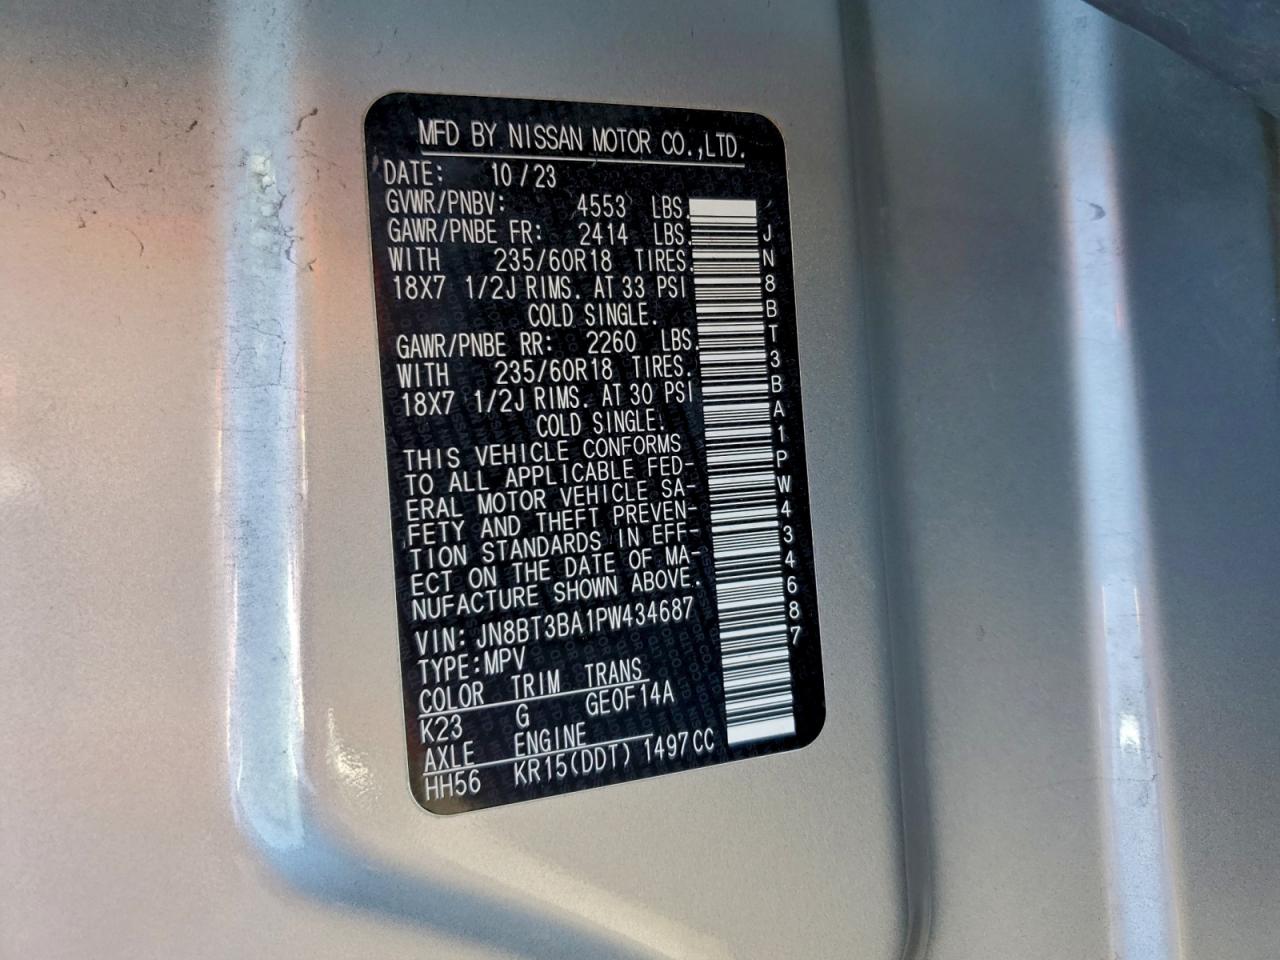 MFD BY NISSAN MOTOR CO.,LTD.
DATE: 10/23
GVWR/PNBV: 4553 LBS.
GAWR/PNBE FR: 2414 LBS.
WITH 235/60R18 TIRES.
18X7 1/2J RIMS. AT 33 PSI
COLD SINGLE.
GAWR/PNBE RR: 2260 LBS.
WITH 235/60R18 TIRES.
18X7 1/2J RIMS. AT 30 PSI
COLD SINGLE.
THIS VEHICLE CONFORMS
TO ALL APPLICABLE FED-
ERAL MOTOR VEHICLE SA-
FETY AND THEFT PREVEN-
TION STANDARDS IN EFF-
ECT ON THE DATE OF MA-
NUFACTURE SHOWN ABOVE.
VIN: JN8BT3BA1PW434687
TYPE:MPV
COLOR TRIM TRANS
K23 G GEOF14A
AXLE ENGINE
HH56 KR15(DDT) 1497CC
JN8BT3BA1PW434687